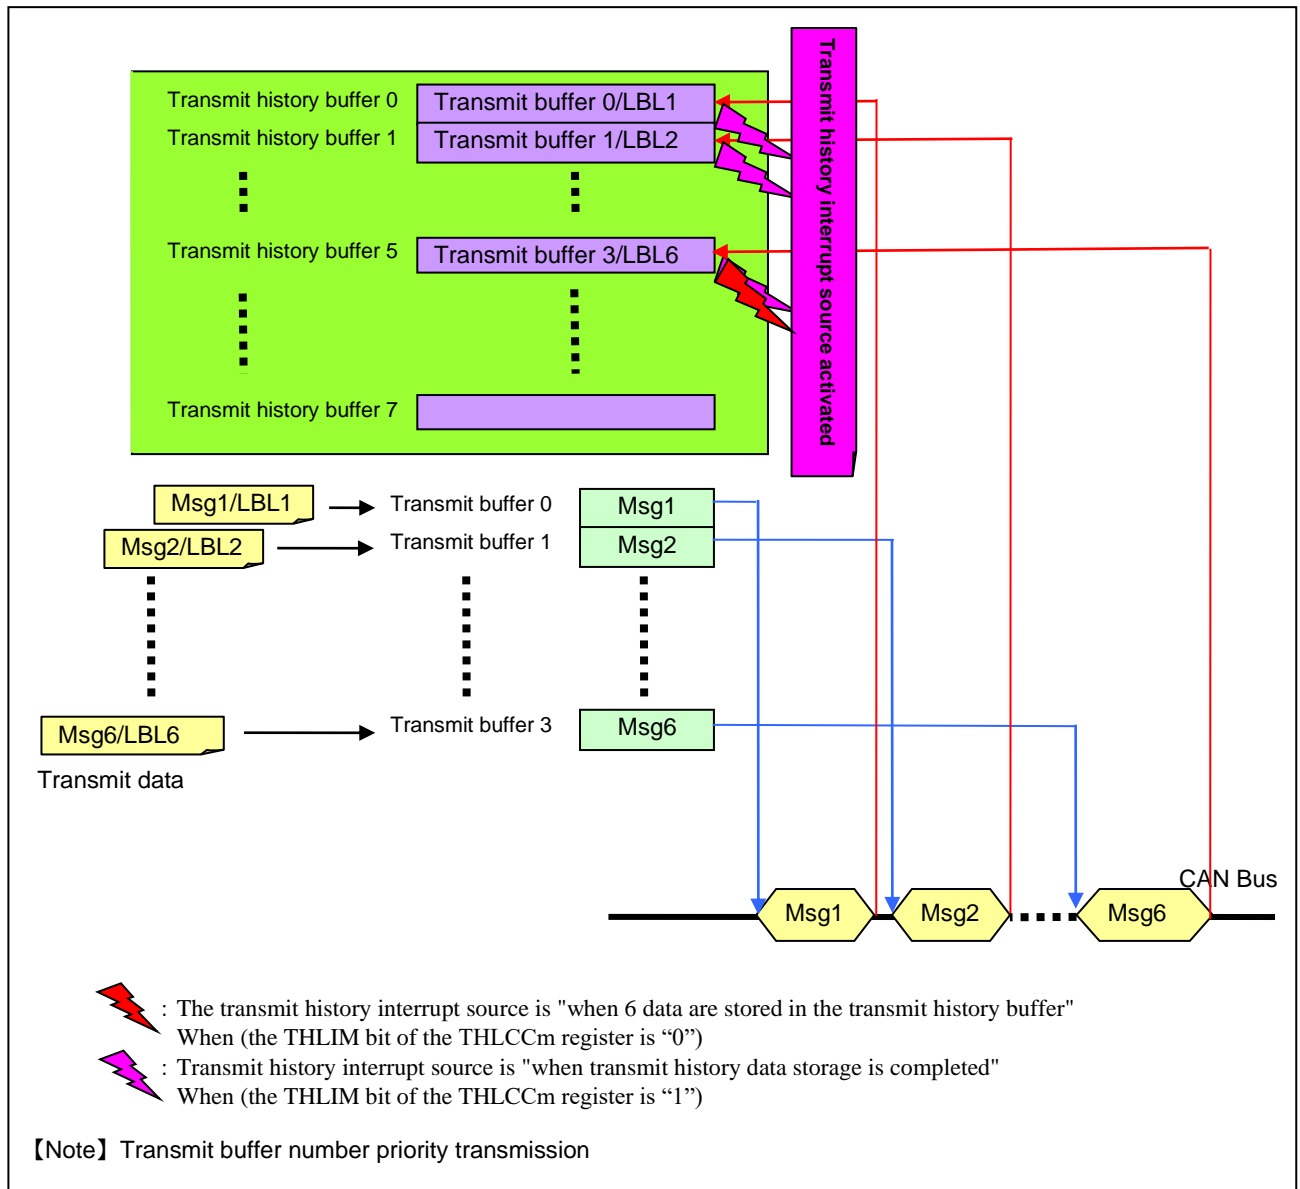 Transmit history interrupt source activated
Transmit history buffer 0
Transmit buffer 0/LBL1
Transmit history buffer 1
Transmit buffer 1/LBL2
Transmit history buffer 5
Transmit buffer 3/LBL6
Transmit history buffer 7
Msg1/LBL1
Transmit buffer 0
Msg1
Msg2/LBL2
Transmit buffer 1
Msg2
Msg6/LBL6
Transmit buffer 3
Msg6
Transmit data
CAN Bus
Msg1
Msg2
Msg6
: The transmit history interrupt source is "when 6 data are stored in the transmit history buffer"
When (the THLIM bit of the THLCCm register is “0”)
: Transmit history interrupt source is "when transmit history data storage is completed"
When (the THLIM bit of the THLCCm register is “1”)
【Note】Transmit buffer number priority transmission